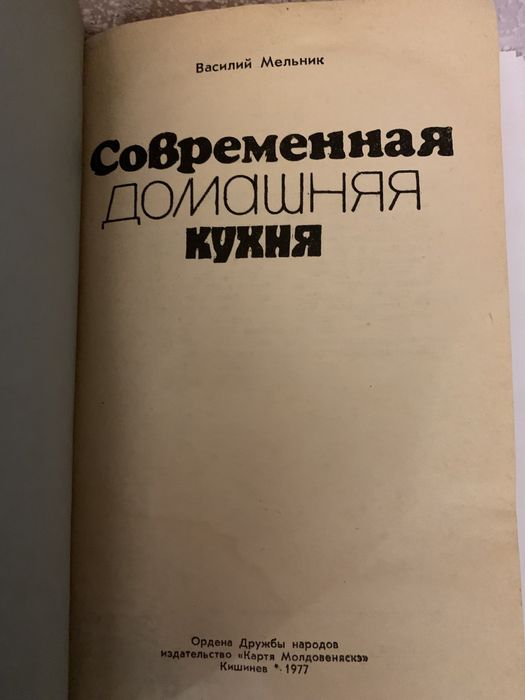 Василий Мельник
Современная
домашняя
кухня
Ордена Дружбы народов
издательство «Картя Молдовеняскэ»
Кишинев * 1977